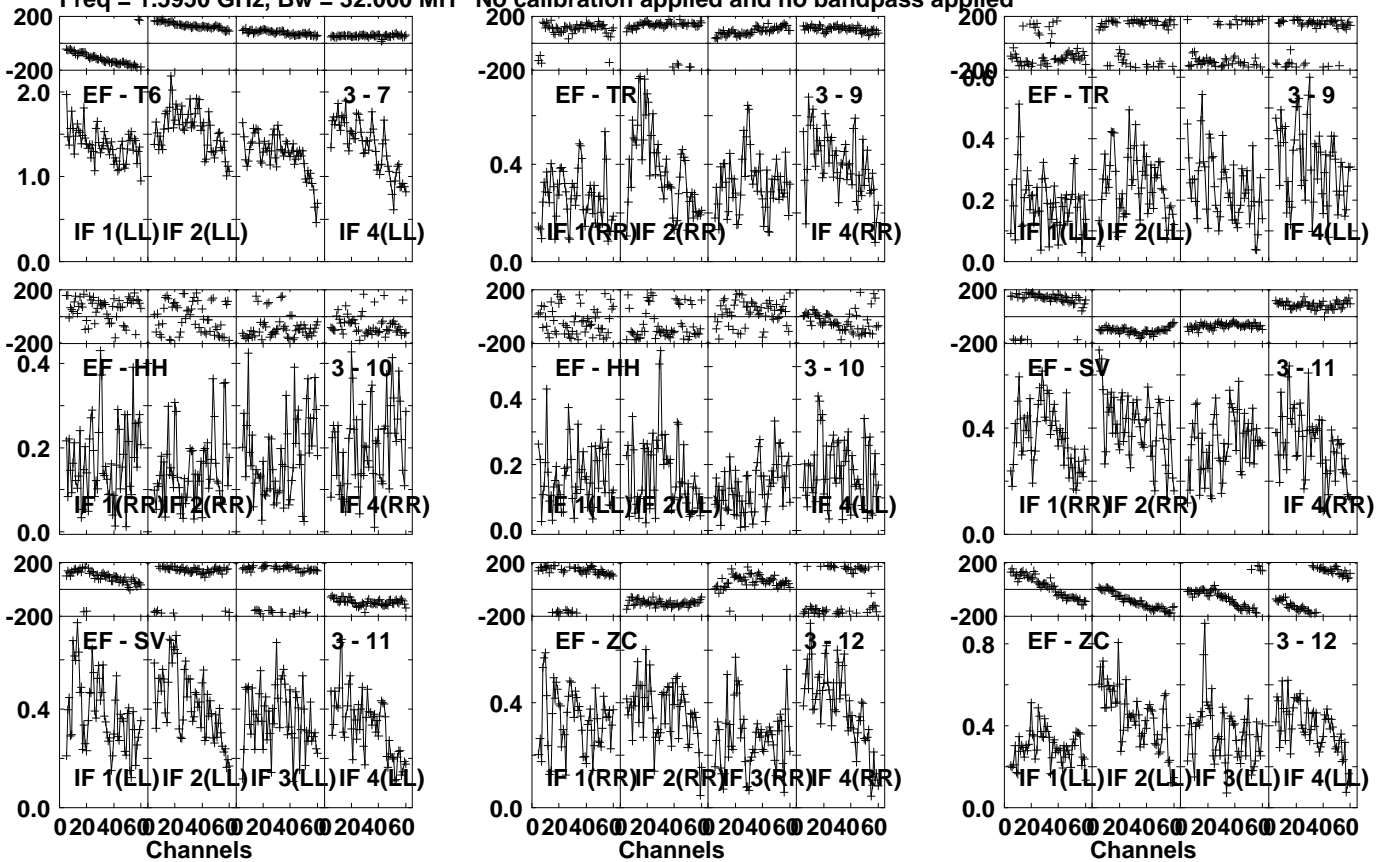 Freq = 1.5950 GHz, Bw = 32.000 MH No calibration applied and no bandpass applied
200
-200
2.0
1.0
0.0
EF - T6
3 - 7
IF 1(LL)
IF 2(LL)
IF 4(LL)
200
-200
0.4
0.0
EF - TR
3 - 9
IF 1(RR)
IF 2(RR)
IF 4(RR)
200
-200
0.6
0.4
0.2
0.0
EF - TR
3 - 9
IF 1(LL)
IF 2(LL)
IF 4(LL)
200
-200
0.4
0.2
0.0
EF - HH
3 - 10
IF 1(RR)
IF 2(RR)
IF 4(RR)
200
-200
0.4
0.2
0.0
EF - HH
3 - 10
IF 1(LL)
IF 2(LL)
IF 4(LL)
200
-200
0.4
0.0
EF - SV
3 - 11
IF 1(RR)
IF 2(RR)
IF 4(RR)
200
-200
0.4
0.0
EF - SV
3 - 11
IF 1(LL)
IF 2(LL)
IF 3(LL)
IF 4(LL)
0 20 40 60 0 20 40 60 0 20 40 60 0 20 40 60
Channels
200
-200
0.4
0.0
EF - ZC
3 - 12
IF 1(RR)
IF 2(RR)
IF 3(RR)
IF 4(RR)
0 20 40 60 0 20 40 60 0 20 40 60 0 20 40 60
Channels
200
-200
0.8
0.4
0.0
EF - ZC
3 - 12
IF 1(LL)
IF 2(LL)
IF 3(LL)
IF 4(LL)
0 20 40 60 0 20 40 60 0 20 40 60 0 20 40 60
Channels